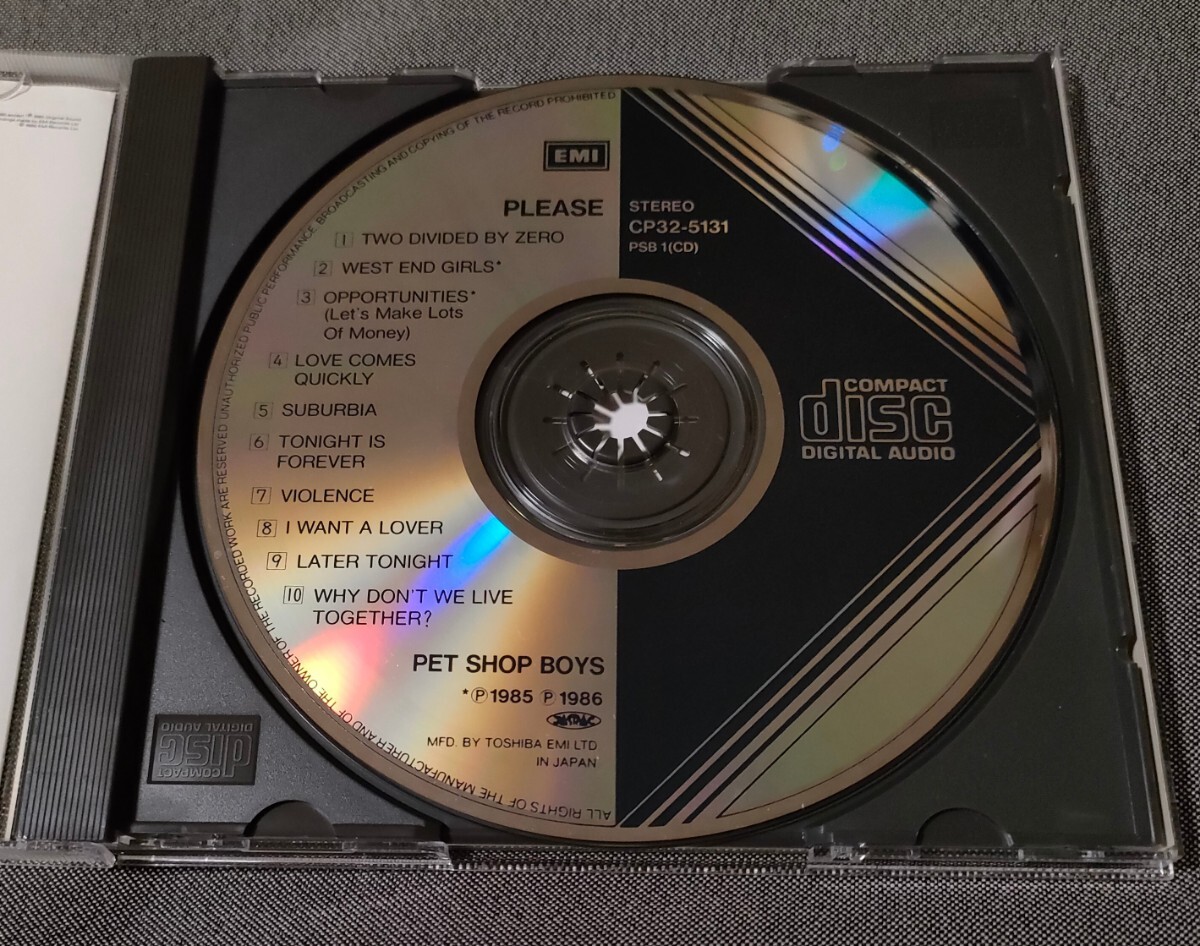 EMI
PLEASE
1 TWO DIVIDED BY ZERO
2 WEST END GIRLS*
3 OPPORTUNITIES*
(Let's Make Lots
Of Money)
4 LOVE COMES
QUICKLY
5 SUBURBIA
6 TONIGHT IS
FOREVER
7 VIOLENCE
8 I WANT A LOVER
9 LATER TONIGHT
10 WHY DON'T WE LIVE
TOGETHER?
PET SHOP BOYS
*Ⓟ1985 Ⓟ1986
JASRAC
MFD. BY TOSHIBA EMI LTD
IN JAPAN
STEREO
CP32-5131
PSB 1(CD)
COMPACT
disc
DIGITAL AUDIO
ALL RIGHTS OF THE MANUFACTURER AND OF THE OWNER OF THE RECORDED WORK ARE RESERVED UNAUTHORIZED PUBLIC PERFORMANCE, BROADCASTING AND COPYING OF THE RECORD PROHIBITED
COMPACT
disc
DIGITAL AUDIO